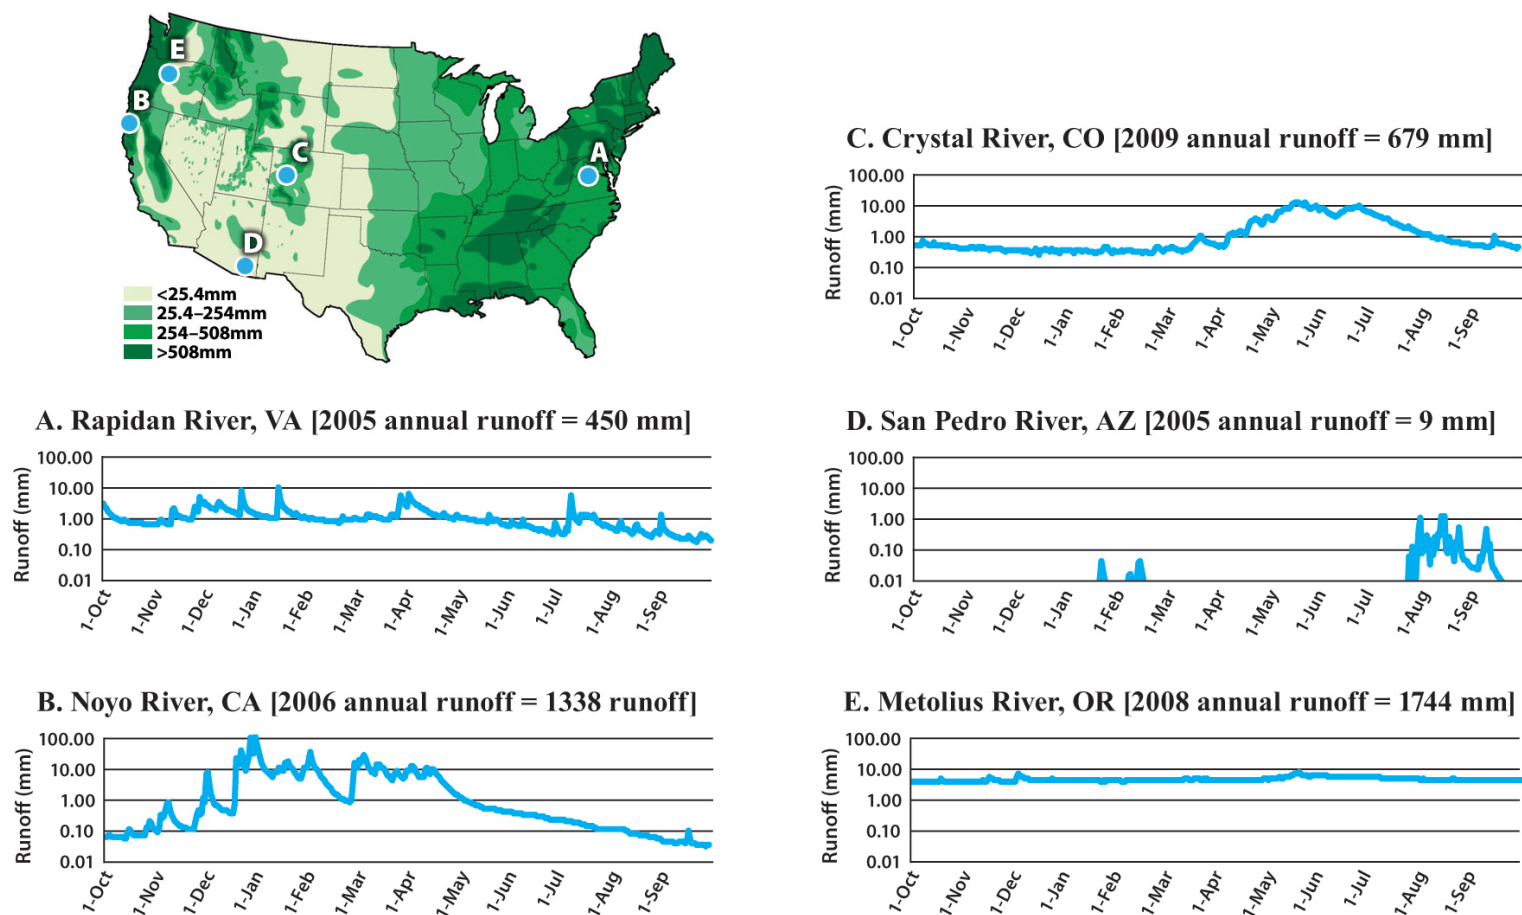 E
B
C
A
D
<25.4mm
25.4–254mm
254–508mm
>508mm
C. Crystal River, CO [2009 annual runoff = 679 mm]
Runoff (mm)
100.00
10.00
1.00
0.10
0.01
1-Oct 1-Nov 1-Dec 1-Jan 1-Feb 1-Mar 1-Apr 1-May 1-Jun 1-Jul 1-Aug 1-Sep
A. Rapidan River, VA [2005 annual runoff = 450 mm]
Runoff (mm)
100.00
10.00
1.00
0.10
0.01
1-Oct 1-Nov 1-Dec 1-Jan 1-Feb 1-Mar 1-Apr 1-May 1-Jun 1-Jul 1-Aug 1-Sep
D. San Pedro River, AZ [2005 annual runoff = 9 mm]
Runoff (mm)
100.00
10.00
1.00
0.10
0.01
1-Oct 1-Nov 1-Dec 1-Jan 1-Feb 1-Mar 1-Apr 1-May 1-Jun 1-Jul 1-Aug 1-Sep
B. Noyo River, CA [2006 annual runoff = 1338 runoff]
Runoff (mm)
100.00
10.00
1.00
0.10
0.01
1-Oct 1-Nov 1-Dec 1-Jan 1-Feb 1-Mar 1-Apr 1-May 1-Jun 1-Jul 1-Aug 1-Sep
E. Metolius River, OR [2008 annual runoff = 1744 mm]
Runoff (mm)
100.00
10.00
1.00
0.10
0.01
1-Oct 1-Nov 1-Dec 1-Jan 1-Feb 1-Mar 1-Apr 1-May 1-Jun 1-Jul 1-Aug 1-Sep